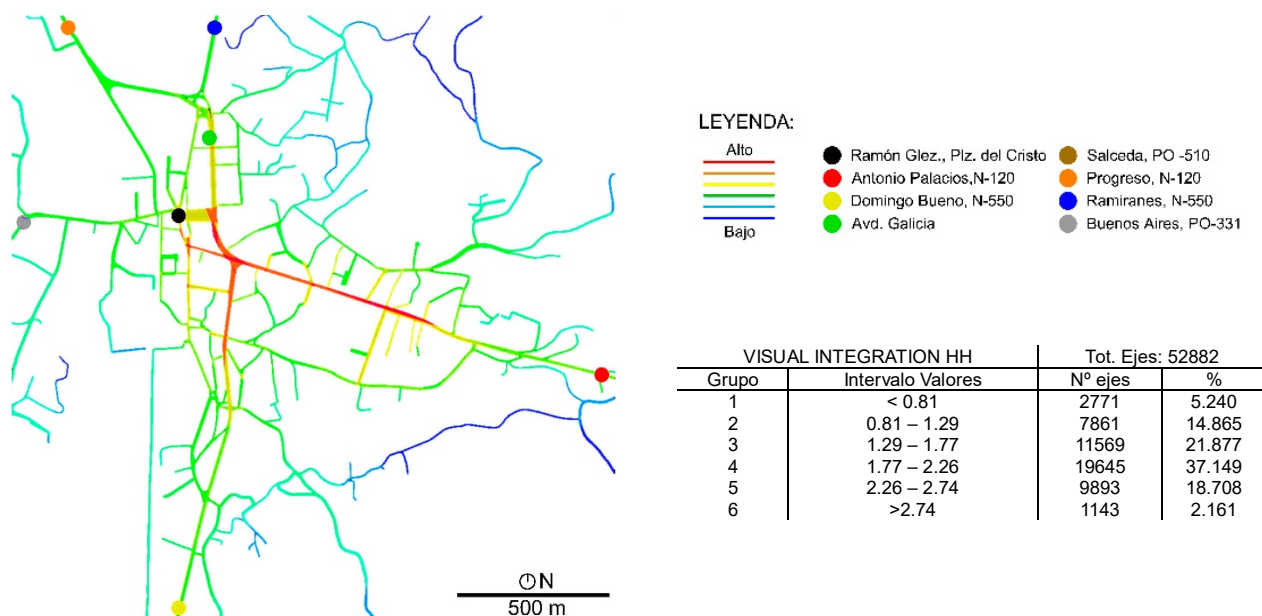 LEYENDA:
Alto
Bajo
Ramón Glez., Plz. del Cristo
Antonio Palacios,N-120
Domingo Bueno, N-550
Avd. Galicia
Salceda, PO -510
Progreso, N-120
Ramiranes, N-550
Buenos Aires, PO-331
VISUAL INTEGRATION HH Tot. Ejes: 52882
Grupo Intervalo Valores Nº ejes %
1 < 0.81 2771 5.240
2 0.81 – 1.29 7861 14.865
3 1.29 – 1.77 11569 21.877
4 1.77 – 2.26 19645 37.149
5 2.26 – 2.74 9893 18.708
6 >2.74 1143 2.161
N
500 m